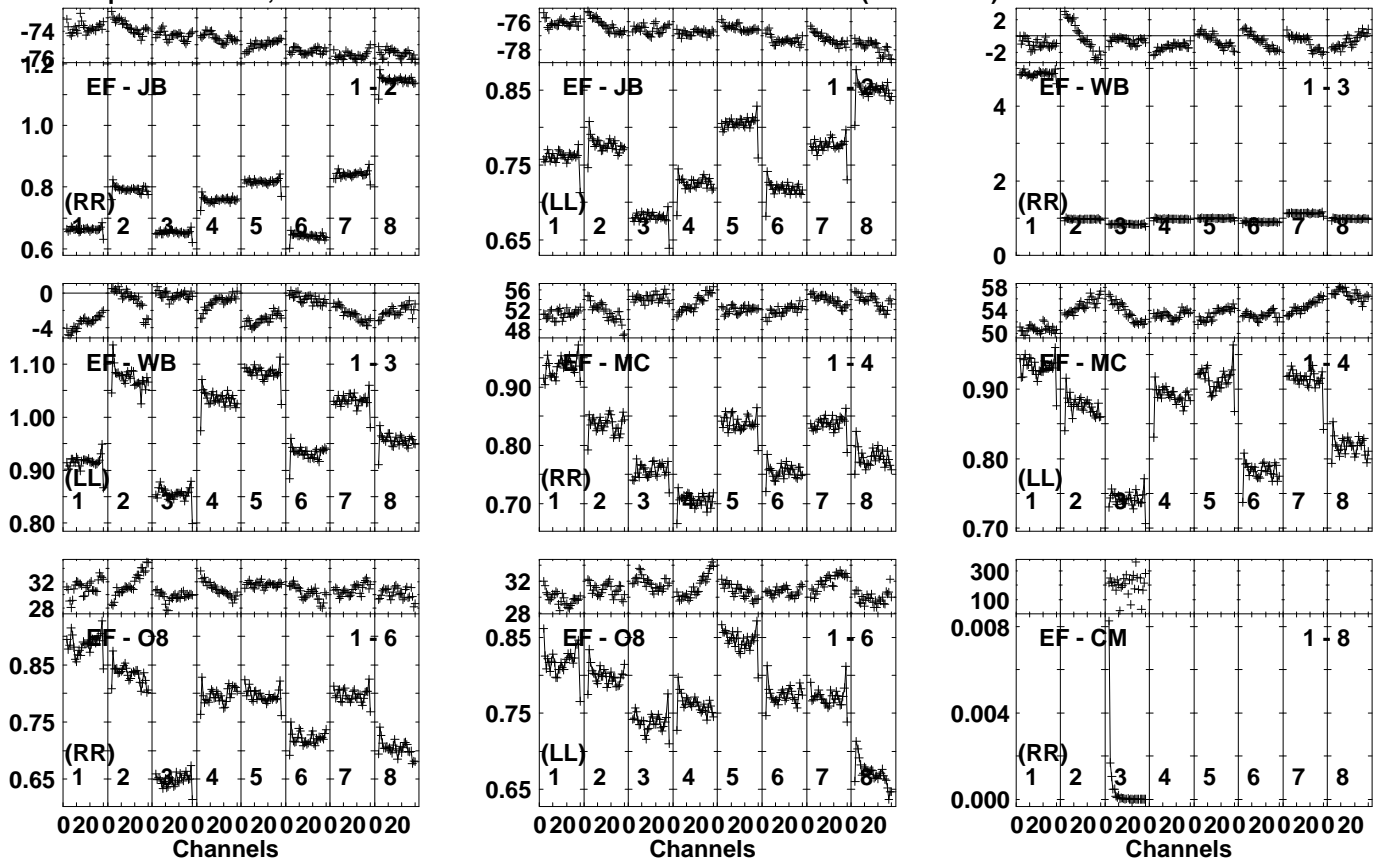 -74
-76
1.2
1.0
0.8
0.6
EF - JB 1 - 2
(RR)
1 2 3 4 5 6 7 8
-76
-78
0.85
0.75
0.65
EF - JB 1 - 2
(LL)
1 2 3 4 5 6 7 8
2
-2
4
2
0
EF - WB 1 - 3
(RR)
1 2 3 4 5 6 7 8
0
-4
1.10
1.00
0.90
0.80
EF - WB 1 - 3
(LL)
1 2 3 4 5 6 7 8
56
52
48
0.90
0.80
0.70
EF - MC 1 - 4
(RR)
1 2 3 4 5 6 7 8
58
54
50
0.90
0.80
0.70
EF - MC 1 - 4
(LL)
1 2 3 4 5 6 7 8
32
28
0.85
0.75
0.65
EF - O8 1 - 6
(RR)
1 2 3 4 5 6 7 8
0 20 0 20 0 20 0 20 0 20 0 20 0 20 0 20
Channels
32
28
0.85
0.75
0.65
EF - O8 1 - 6
(LL)
1 2 3 4 5 6 7 8
0 20 0 20 0 20 0 20 0 20 0 20 0 20 0 20
Channels
300
100
0.008
0.004
0.000
EF - CM 1 - 8
(RR)
1 2 3 4 5 6 7 8
0 20 0 20 0 20 0 20 0 20 0 20 0 20 0 20
Channels